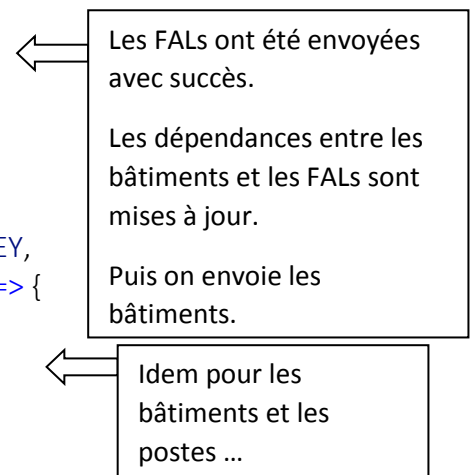 Les FALs ont été envoyées
avec succès.
Les dépendances entre les
bâtiments et les FALs sont
mises à jour.
EY,
=> {
Puis on envoie les
bâtiments.
Idem pour les
bâtiments et les
postes ...